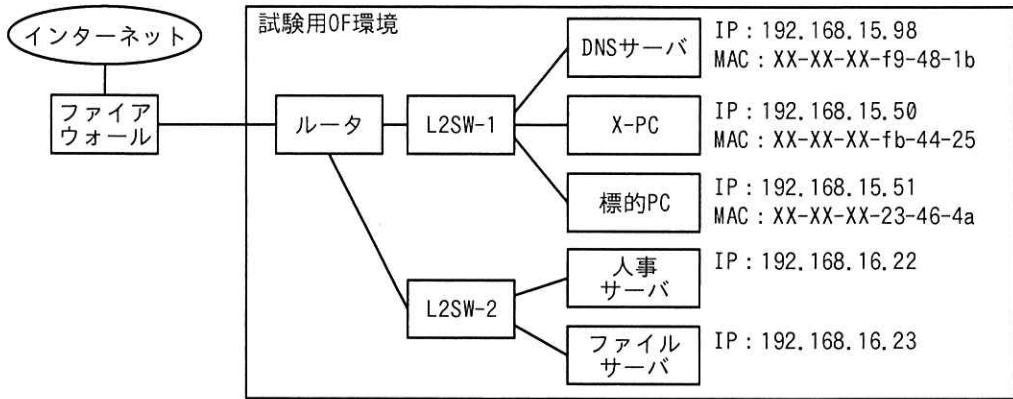 インターネット
ファイア
ウォール
試験用OF環境
ルータ
L2SW-1
DNSサーバ
IP：192.168.15.98
MAC：XX-XX-XX-f9-48-1b
X-PC
IP：192.168.15.50
MAC：XX-XX-XX-fb-44-25
標的PC
IP：192.168.15.51
MAC：XX-XX-XX-23-46-4a
L2SW-2
人事
サーバ
IP：192.168.16.22
ファイル
サーバ
IP：192.168.16.23